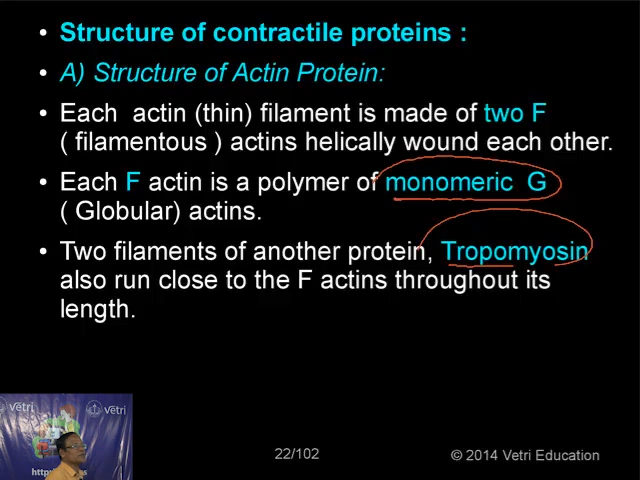 Structure of contractile proteins :
A) Structure of Actin Protein:
Each actin (thin) filament is made of two F
( filamentous ) actins helically wound each other.
Each F actin is a polymer of monomeric G
( Globular) actins.
Two filaments of another protein, Tropomyosin
also run close to the F actins throughout its
length.
Vetri
Vetri
22/102
© 2014 Vetri Education